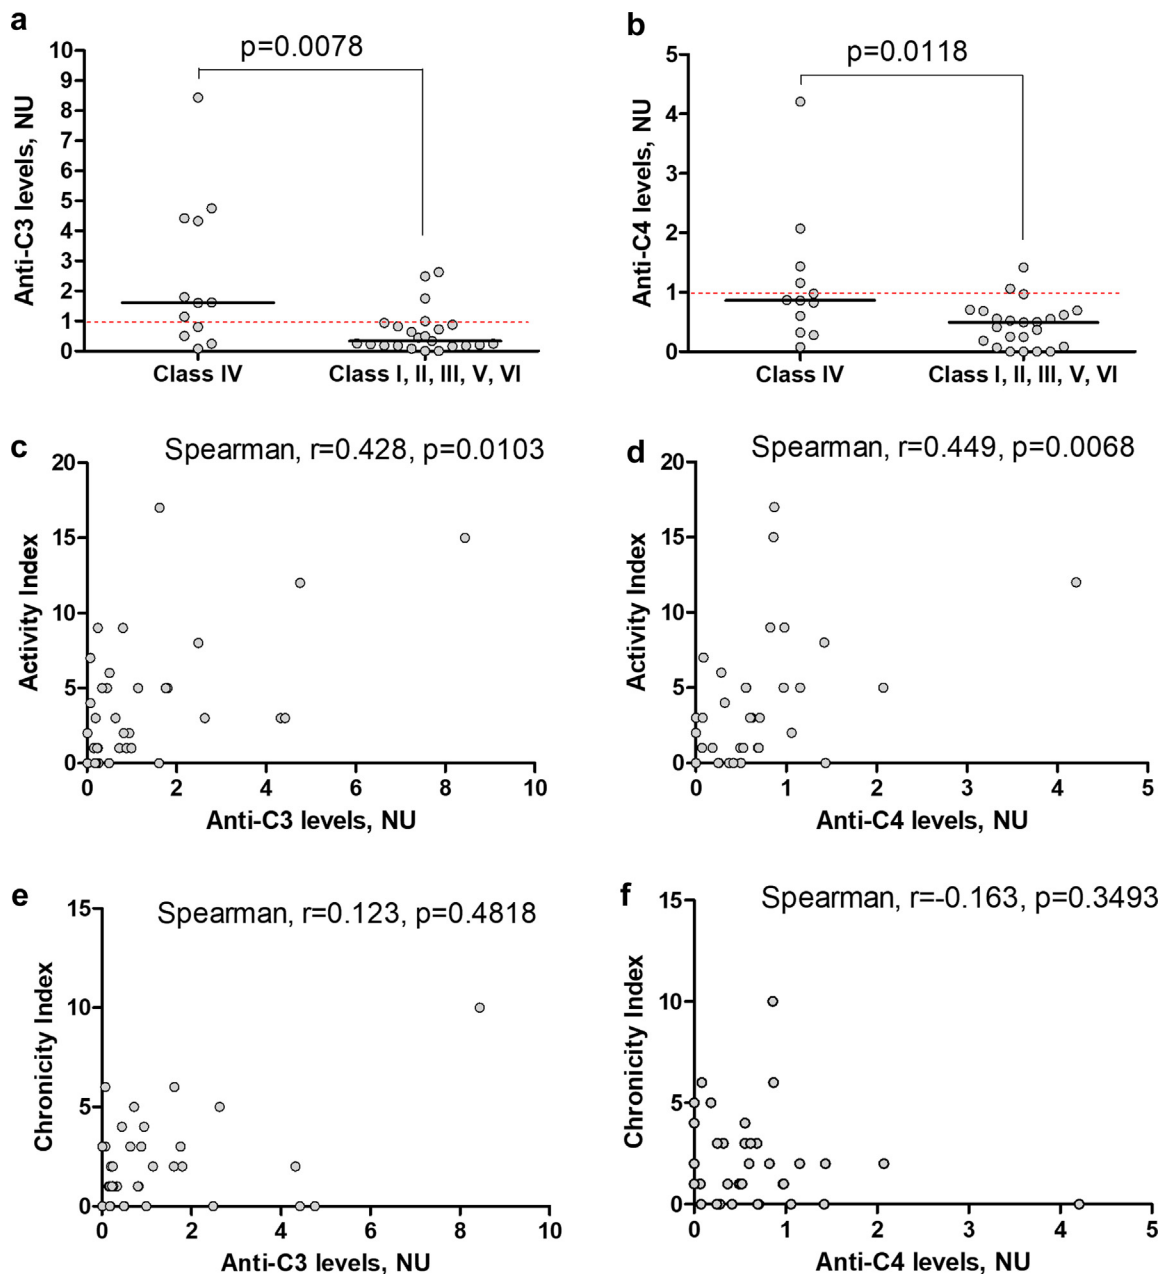 a
p=0.0078
Anti-C3 levels, NU
10
9
8
7
6
5
4
3
2
1
0
Class IV
Class I, II, III, V, VI
b
p=0.0118
Anti-C4 levels, NU
5
4
3
2
1
0
Class IV
Class I, II, III, V, VI
c
Spearman, r=0.428, p=0.0103
Activity Index
20
15
10
5
0
0 2 4 6 8 10
Anti-C3 levels, NU
d
Spearman, r=0.449, p=0.0068
Activity Index
20
15
10
5
0
0 1 2 3 4 5
Anti-C4 levels, NU
e
Spearman, r=0.123, p=0.4818
Chronicity Index
15
10
5
0
0 2 4 6 8 10
Anti-C3 levels, NU
f
Spearman, r=-0.163, p=0.3493
Chronicity Index
15
10
5
0
0 1 2 3 4 5
Anti-C4 levels, NU